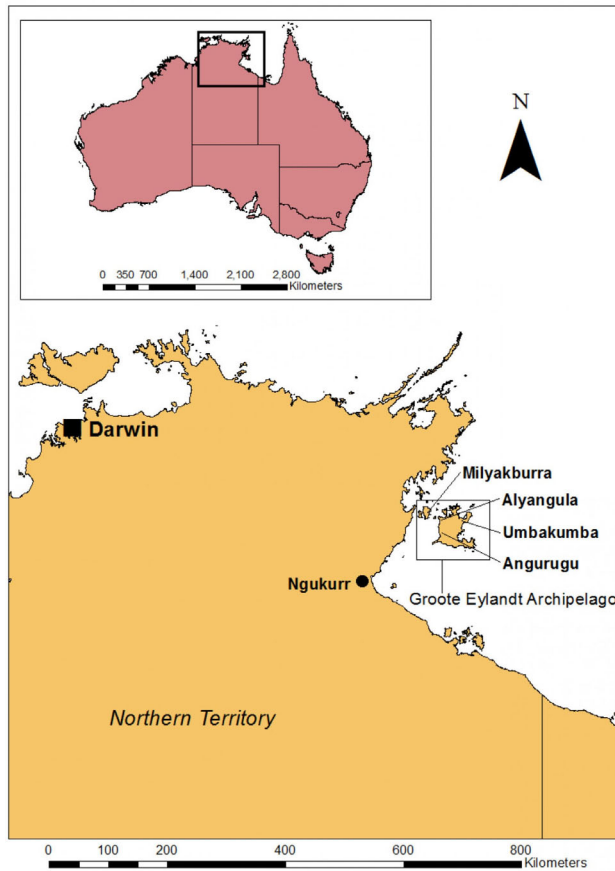 N
0 350 700 1,400 2,100 2,800
Kilometers
Darwin
Milyakburra
Alyangula
Umbakumba
Angurugu
Ngukurr
Groote Eylandt Archipelago
Northern Territory
0 100 200 400 600 800
Kilometers